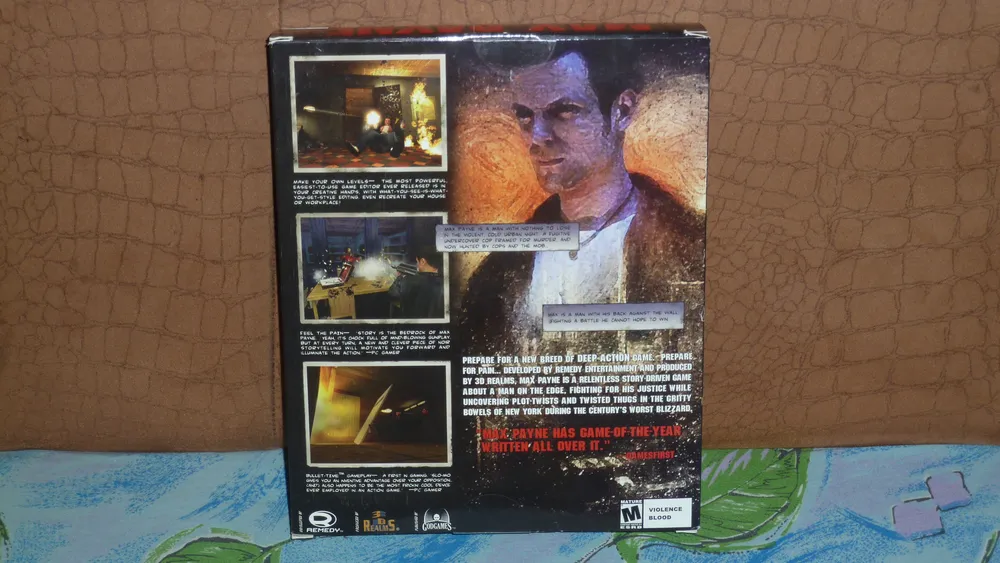 MAKE YOUR OWN LEVELS— THE MOST POWERFUL,
EASIEST-TO-USE GAME EDITOR EVER RELEASED IS IN
YOUR CREATIVE HANDS, WITH WHAT-YOU-SEE-IS-WHAT-
YOU-GET-STYLE EDITING. EVEN RECREATE YOUR HOUSE
OR WORKPLACE!
MAX PAYNE IS A MAN WITH NOTHING TO LOSE
IN THE VIOLENT, COLD URBAN NIGHT. A FUGITIVE
UNDERCOVER COP FRAMED FOR MURDER, AND
NOW HUNTED BY COPS AND THE MOB.
MAX IS A MAN WITH HIS BACK AGAINST THE WALL,
FIGHTING A BATTLE HE CANNOT HOPE TO WIN.
FEEL THE PAIN— "STORY IS THE BEDROCK OF MAX
PAYNE. YEAH, IT'S CHOCK FULL OF MIND-BLOWING GUNPLAY,
BUT AT EVERY TURN, A NEW AND CLEVER PIECE OF NOIR
STORYTELLING WILL MOTIVATE YOU FORWARD AND
ILLUMINATE THE ACTION." —PC GAMER
PREPARE FOR A NEW BREED OF DEEP-ACTION GAME. PREPARE
FOR PAIN... DEVELOPED BY REMEDY ENTERTAINMENT AND PRODUCED
BY 3D REALMS, MAX PAYNE IS A RELENTLESS STORY-DRIVEN GAME
ABOUT A MAN ON THE EDGE, FIGHTING FOR HIS JUSTICE WHILE
UNCOVERING PLOT-TWISTS AND TWISTED THUGS IN THE GRITTY
BOWELS OF NEW YORK DURING THE CENTURY'S WORST BLIZZARD.
"MAX PAYNE HAS GAME OF THE YEAR
WRITTEN ALL OVER IT."
-GAMESFIRST
BULLET-TIME™ GAMEPLAY— "A FIRST IN GAMING, 'SLO-MO'
GIVES YOU AN INVENTIVE ADVANTAGE OVER YOUR OPPOSITION,
(AND) ALSO HAPPENS TO BE THE MOST FRICKIN' COOL DEVICE
EVER EMPLOYED IN AN ACTION GAME." —PC GAMER
REMEDY
3D REALMS
GODGAMES
MATURE
M
ESRB
VIOLENCE
BLOOD